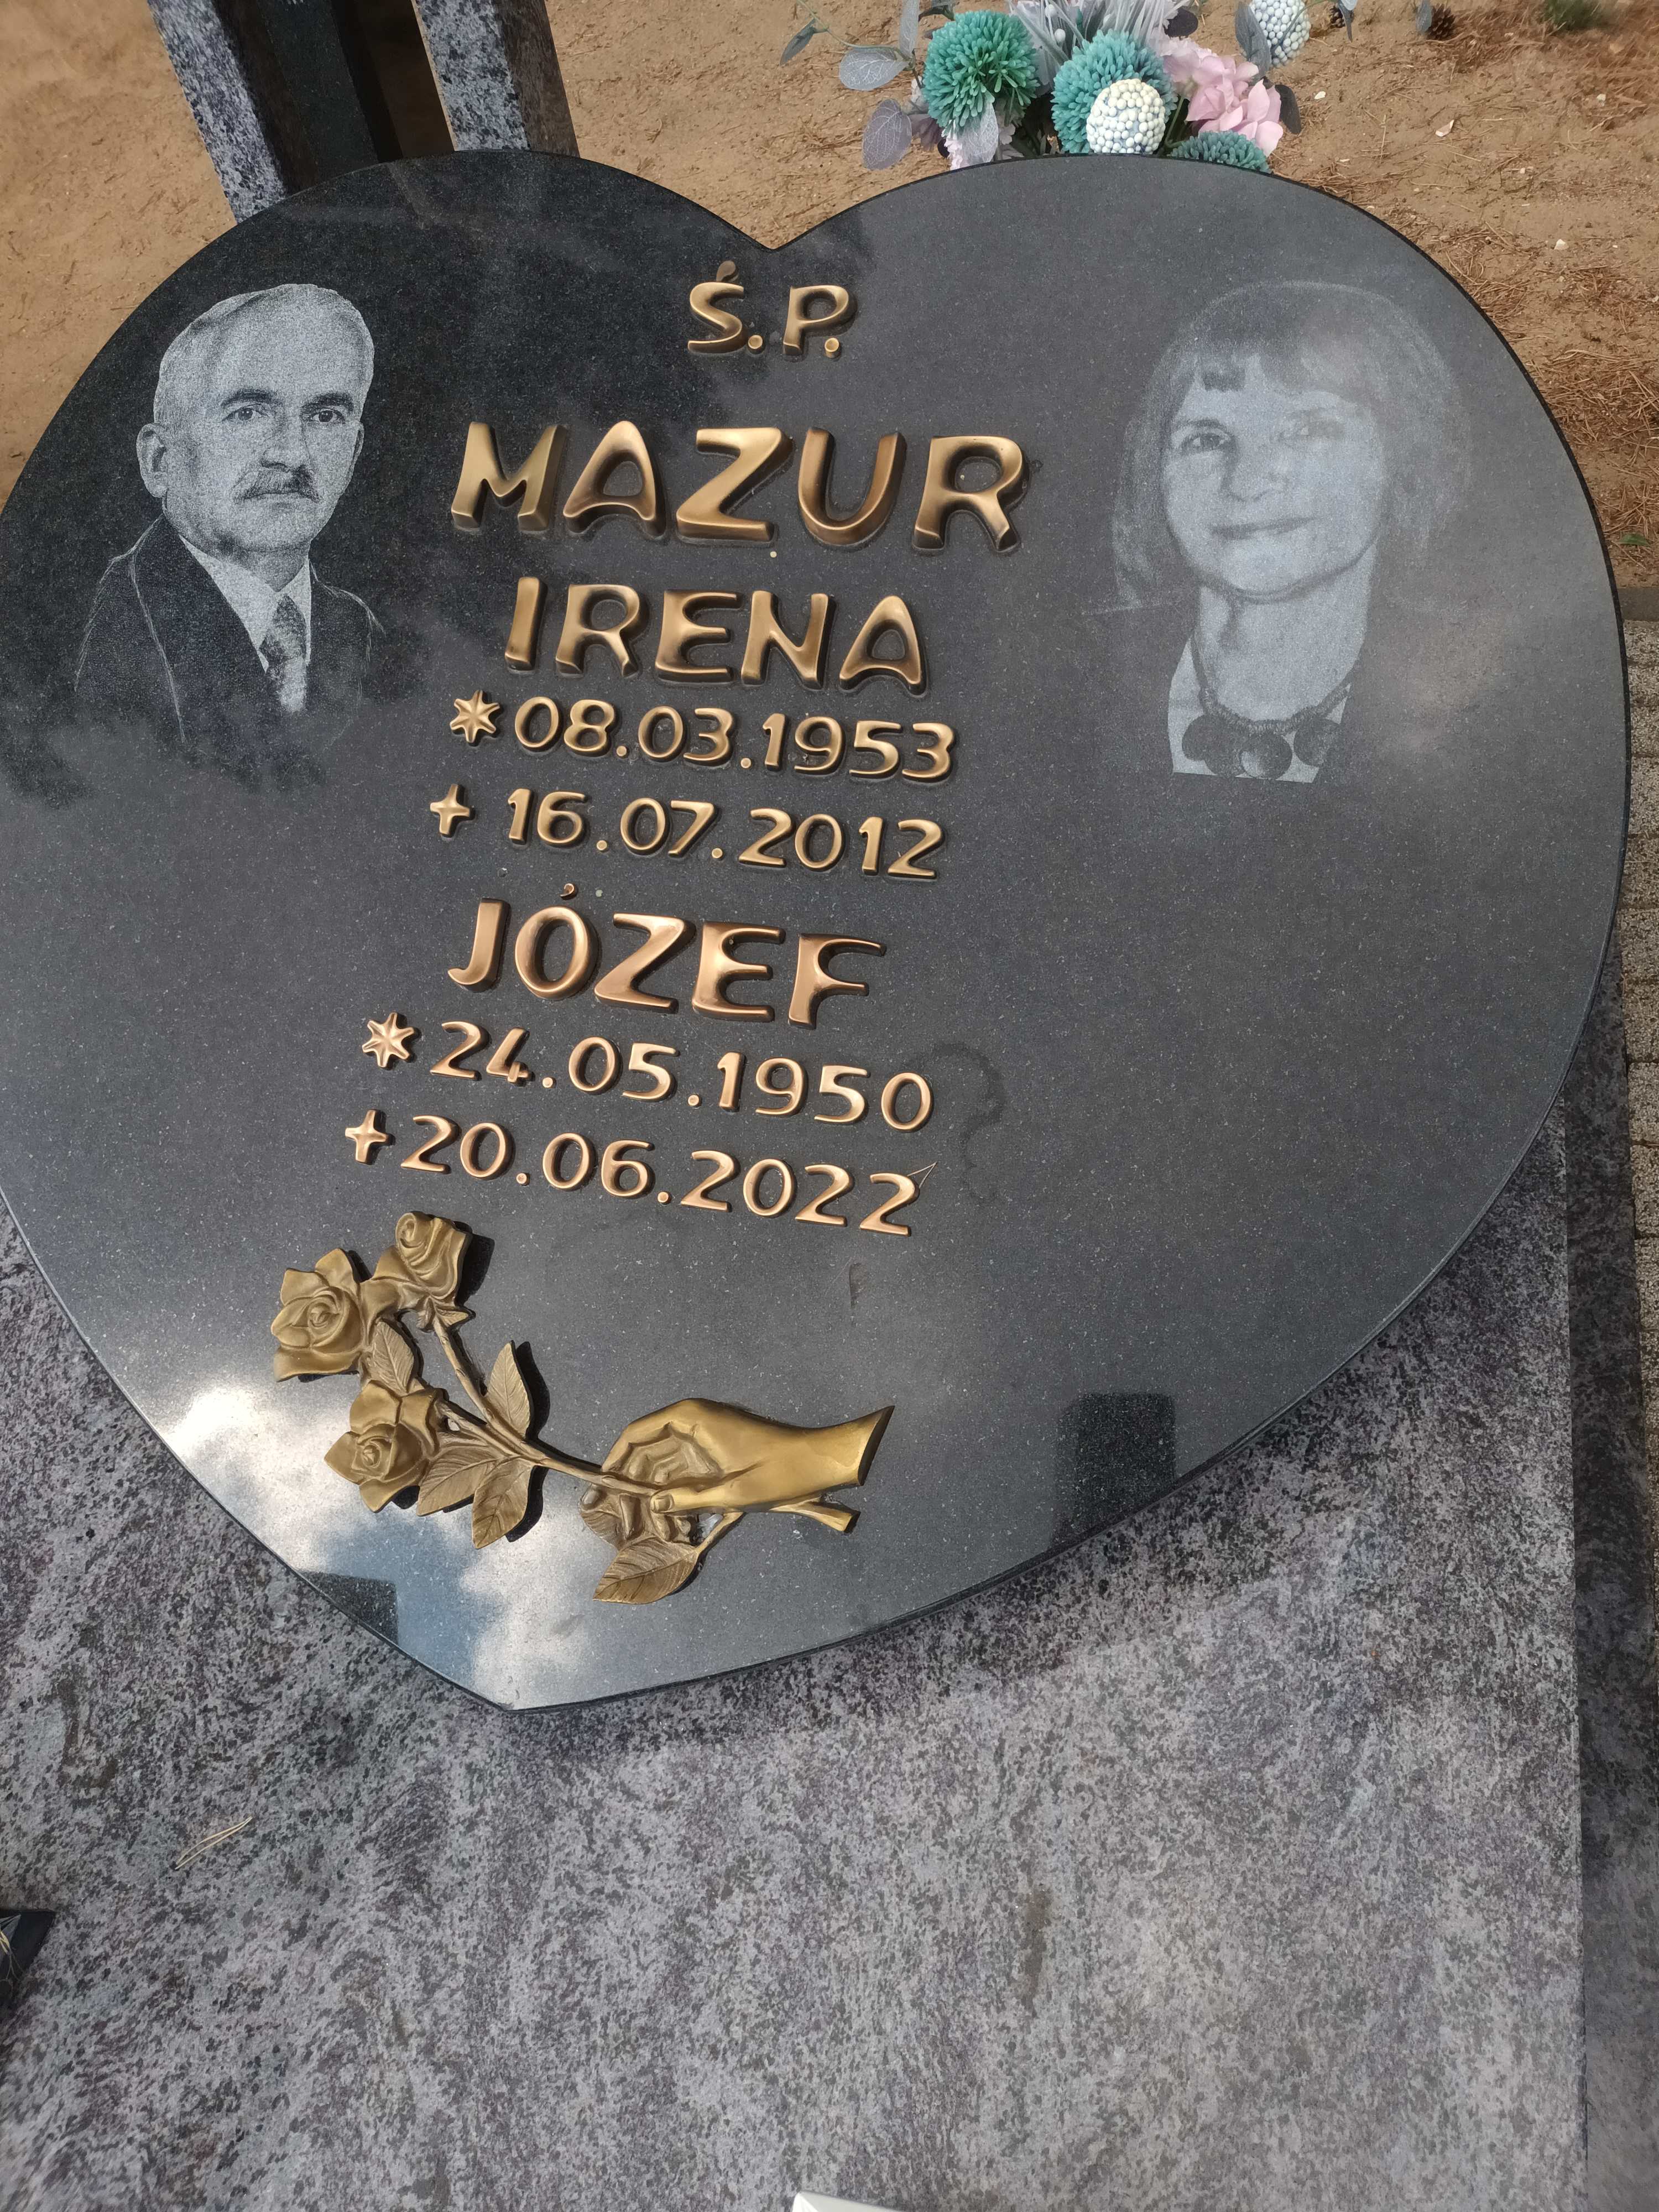 Ś.P.
MAZUR
IRENA
* 08.03.1953
+ 16.07.2012
JÓZEF
* 24.05.1950
+ 20.06.2022